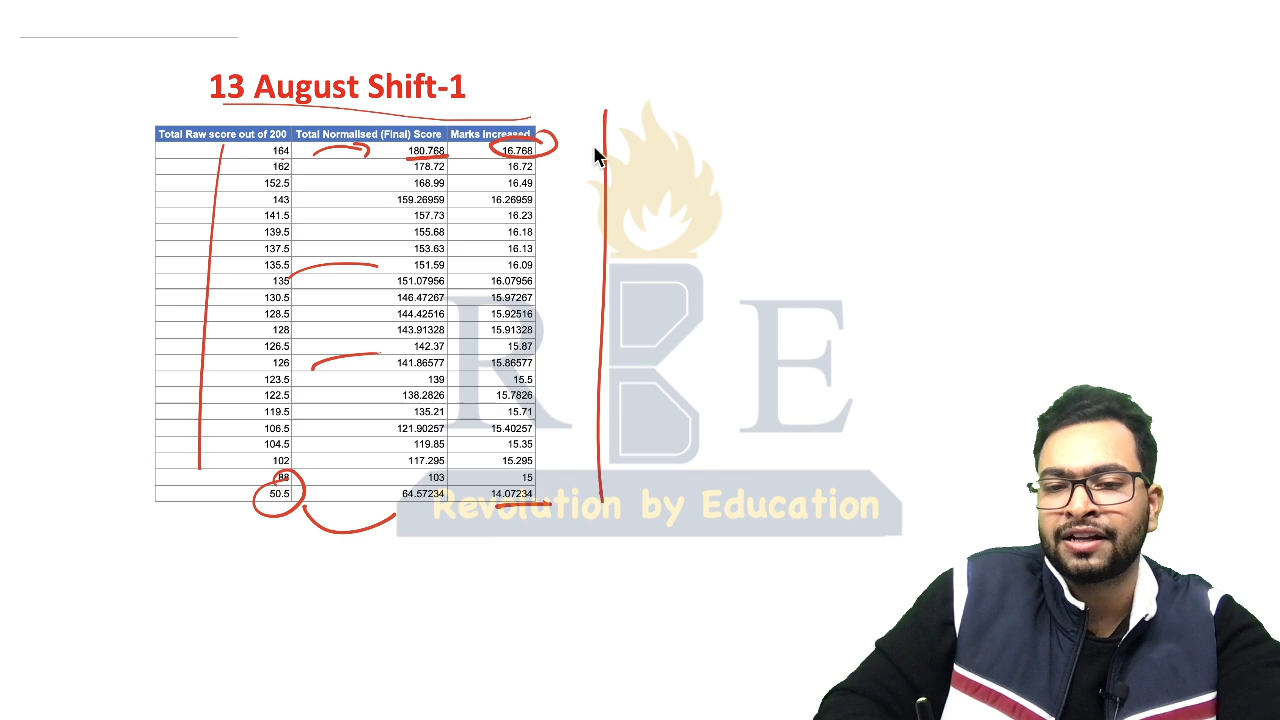 13 August Shift-1
Total Raw score out of 200 Total Normalised (Final) Score Marks Increased
164 180.768 16.768
162 178.72 16.72
152.5 168.99 16.49
143 159.26959 16.26959
141.5 157.73 16.23
139.5 155.68 16.18
137.5 153.63 16.13
135.5 151.59 16.09
135 151.07956 16.07956
130.5 146.47267 15.97267
128.5 144.42516 15.92516
128 143.91328 15.91328
126.5 142.37 15.87
126 141.86577 15.86577
123.5 139 15.5
122.5 138.2826 15.7826
119.5 135.21 15.71
106.5 121.90257 15.40257
104.5 119.85 15.35
102 117.295 15.295
88 103 15
50.5 64.57234 14.07234
R B E
Revolution by Education